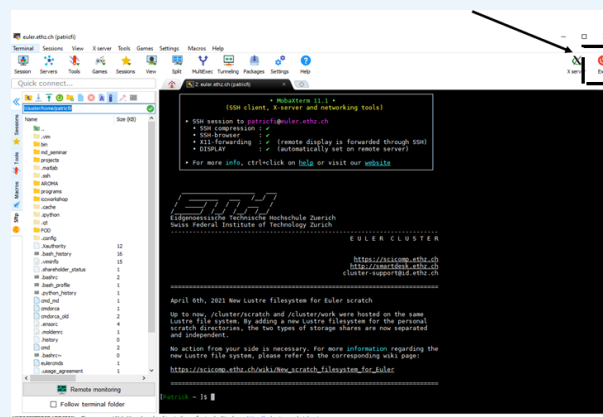 euler.ethz.ch (patricfi)
Terminal Sessions View X server Tools Games Settings Macros Help
Session Servers Tools Games Sessions View Split MultiExec Tunneling Packages Settings Help X server
Quick connect...
2. euler.ethz.ch (patricfi)
/cluster/home/patricfi
Name Size (KB)
..
.vim
bin
md_seminar
projects
.matlab
.ssh
AROMA
programs
ccworkshop
.cache
.ipython
.qt
FOD
.config
.Xauthority 12
.bash_history 16
.viminfo 15
.shareholder_status 1
.bashrc 2
.bash_profile 1
.python_history 1
cmd_md 1
cmdorca 1
cmdorca_old 2
.emacs 4
.moldenrc 1
.history 0
cmd 2
.bashrc~ 0
eulercmds 1
.usage_agreement 1
Sessions
Tools
Macros
Sftp
Remote monitoring
Follow terminal folder
• MobaXterm 11.1 •
(SSH client, X-server and networking tools)
▸ SSH session to patricfi@euler.ethz.ch
• SSH compression : ✔
• SSH-browser : ✔
• X11-forwarding : ✔ (remote display is forwarded through SSH)
• DISPLAY : ✔ (automatically set on remote server)
▸ For more info, ctrl+click on help or visit our website
Eidgenoessische Technische Hochschule Zuerich
Swiss Federal Institute of Technology Zurich
E U L E R C L U S T E R
https://scicomp.ethz.ch
http://smartdesk.ethz.ch
cluster-support@id.ethz.ch
April 6th, 2021 New Lustre filesystem for Euler scratch
Up to now, /cluster/scratch and /cluster/work were hosted on the same
Lustre file system. By adding a new Lustre filesystem for the personal
scratch directories, the two types of storage shares are now separated
and independent.
No action from your side is necessary. For more information regarding the
new Lustre file system, please refer to the corresponding wiki page:
https://scicomp.ethz.ch/wiki/New_scratch_filesystem_for_Euler
[Patrick ~ ]$